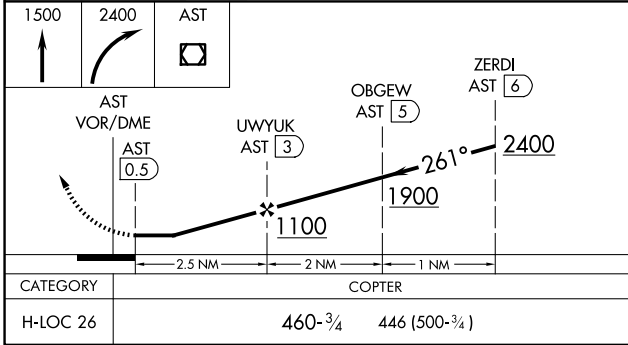 1500 2400 AST
ZERDI
AST 6
OBGEW
AST 5
AST
VOR/DME
UWYUK
AST 3
AST
0.5
261°
2400
1900
1100
2.5 NM 2 NM 1 NM
CATEGORY COPTER
H-LOC 26 460-¾ 446 (500-¾)